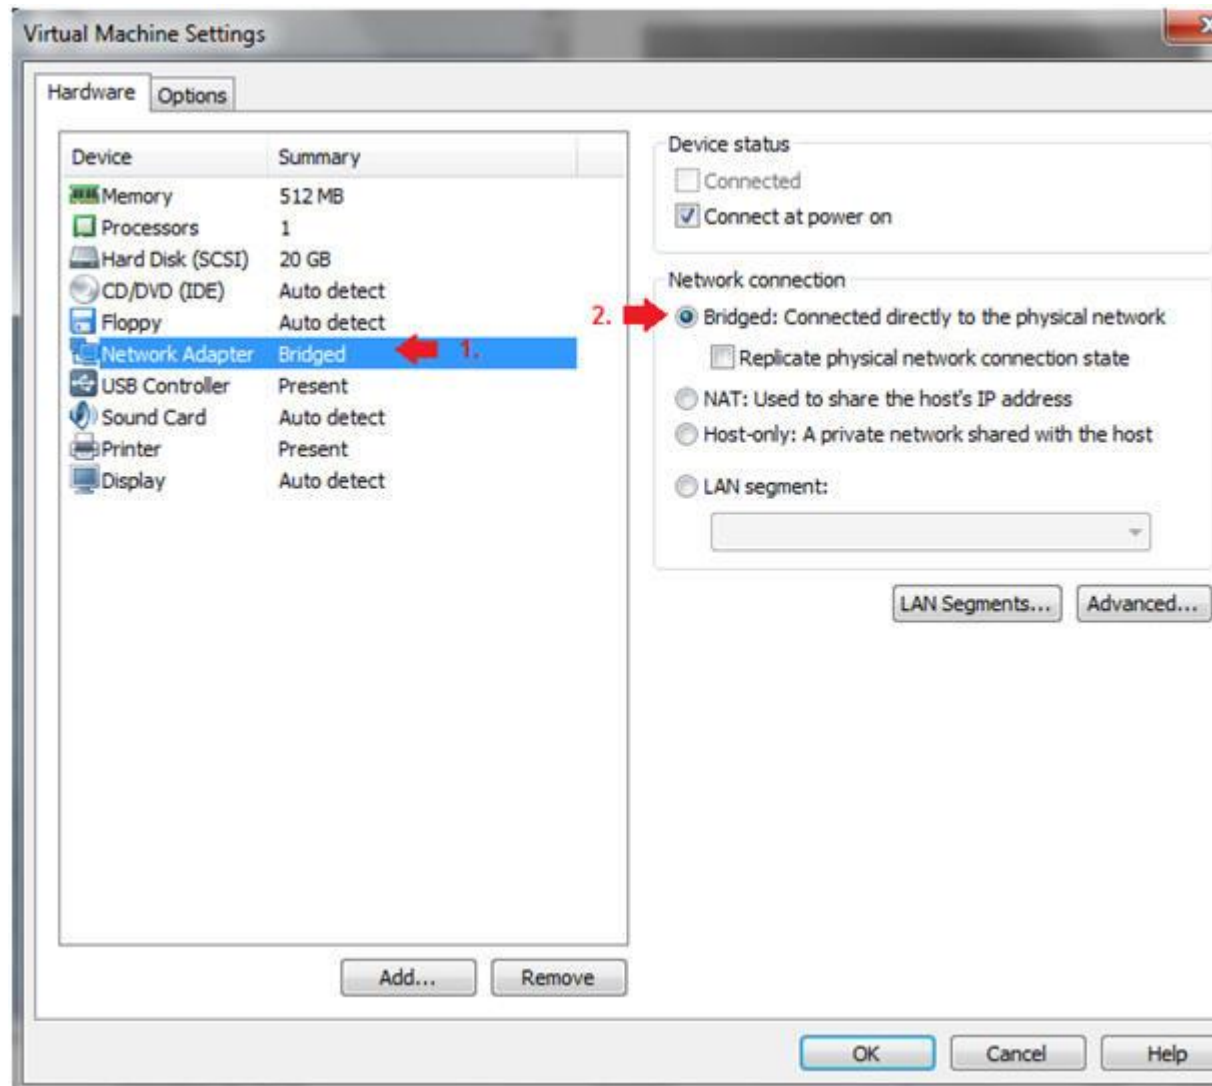 Virtual Machine Settings
Hardware Options
Device Summary
Memory 512 MB
Processors 1
Hard Disk (SCSI) 20 GB
CD/DVD (IDE) Auto detect
Floppy Auto detect
Network Adapter Bridged 1.
USB Controller Present
Sound Card Auto detect
Printer Present
Display Auto detect
Add... Remove
Device status
Connected
Connect at power on
Network connection
2. Bridged: Connected directly to the physical network
Replicate physical network connection state
NAT: Used to share the host's IP address
Host-only: A private network shared with the host
LAN segment:
LAN Segments... Advanced...
OK Cancel Help